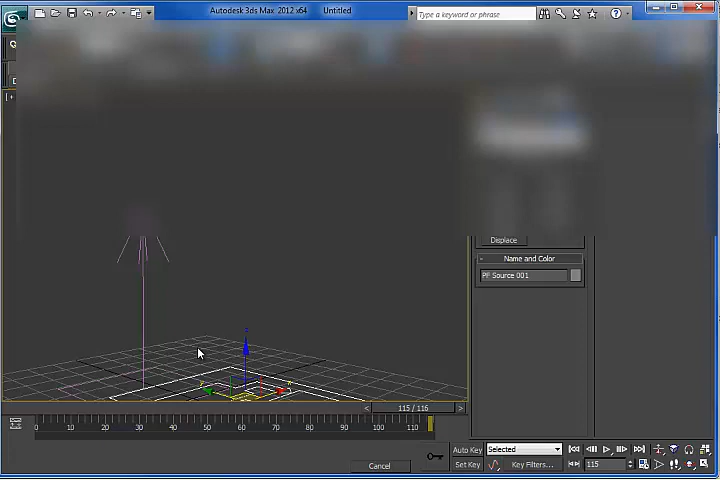 Autodesk 3ds Max 2012 x64 Untitled
Type a keyword or phrase
Displace
- Name and Color
PF Source 001
z
x
115 / 116
0 10 20 30 40 50 60 70 80 90 100 110
Auto Key Selected
Set Key Key Filters... 115
Cancel